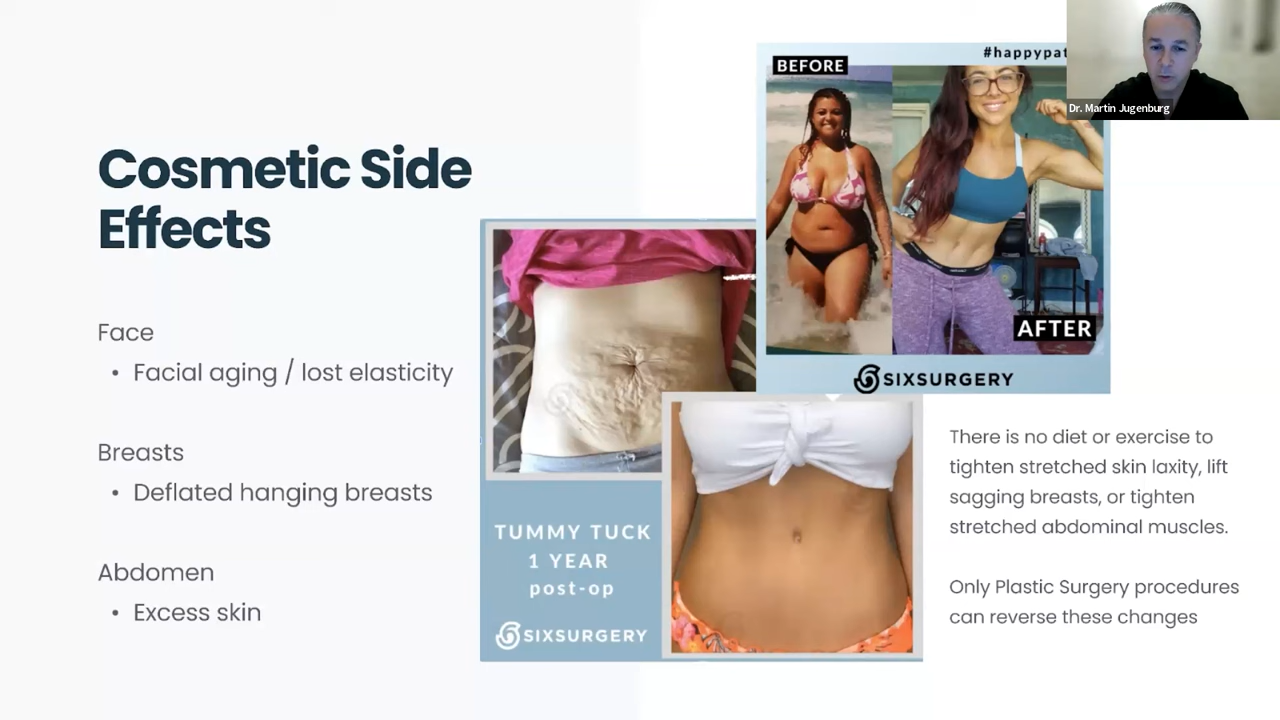 Cosmetic Side
Effects
Face
• Facial aging / lost elasticity
Breasts
• Deflated hanging breasts
Abdomen
• Excess skin
TUMMY TUCK
1 YEAR
post-op
SIXSURGERY
BEFORE
#happypat
AFTER
SIXSURGERY
Dr. Martin Jugenburg
There is no diet or exercise to
tighten stretched skin laxity, lift
sagging breasts, or tighten
stretched abdominal muscles.
Only Plastic Surgery procedures
can reverse these changes